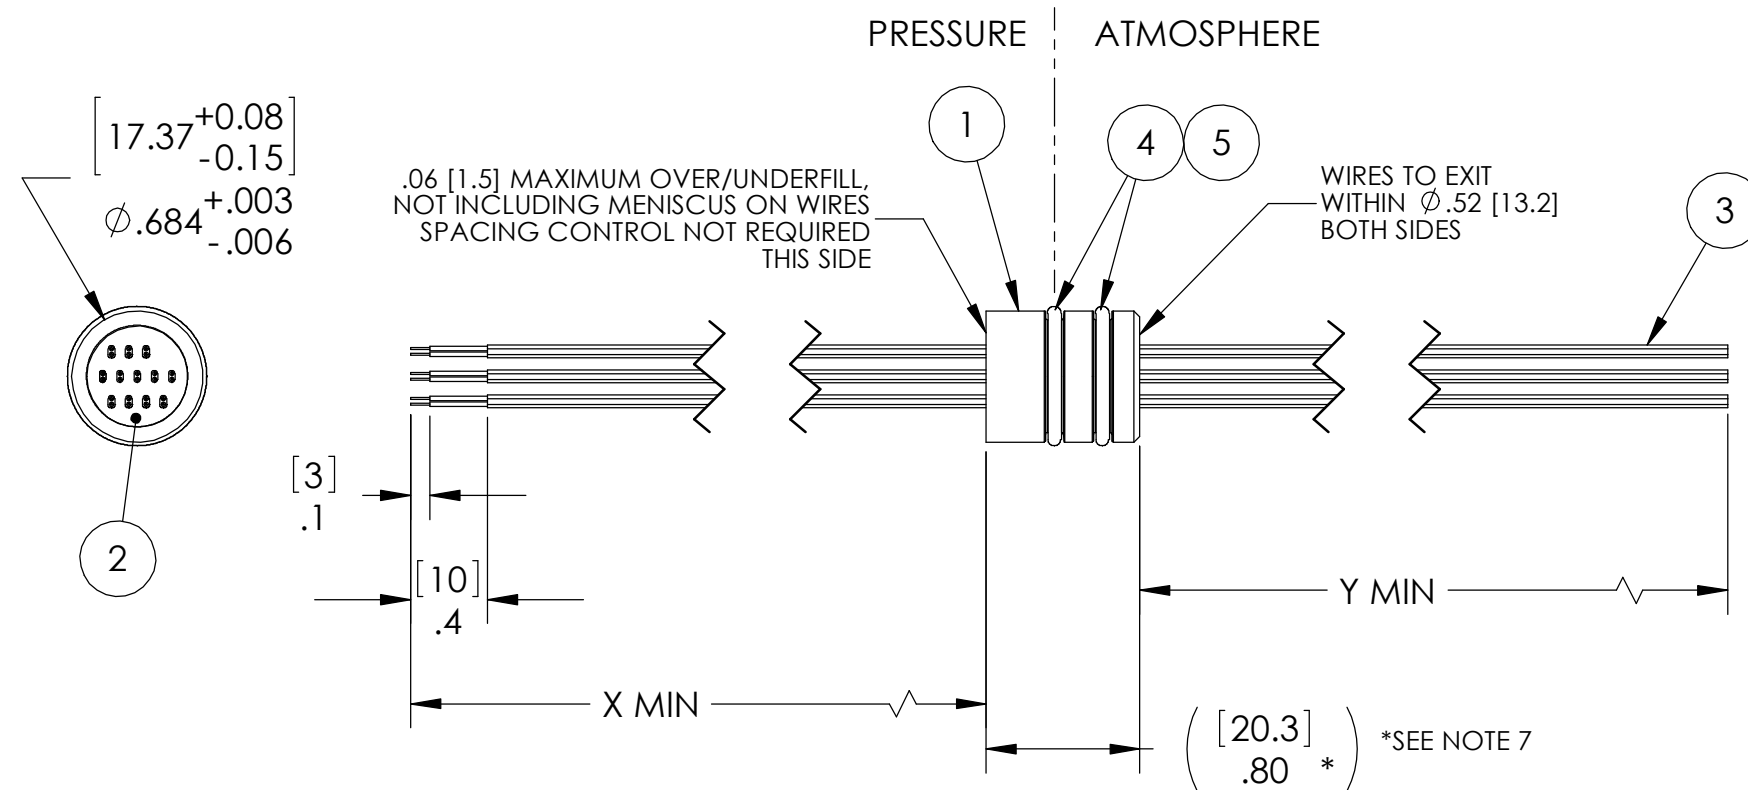 PRESSURE
ATMOSPHERE
[17.37 +0.08
-0.15]
Ø.684 +.003
-.006
1
4
5
.06 [1.5] MAXIMUM OVER/UNDERFILL,
NOT INCLUDING MENISCUS ON WIRES
SPACING CONTROL NOT REQUIRED
THIS SIDE
WIRES TO EXIT
WITHIN Ø.52 [13.2]
BOTH SIDES
3
2
[3]
.1
[10]
.4
Y MIN
X MIN
([20.3]
.80 *)
*SEE NOTE 7